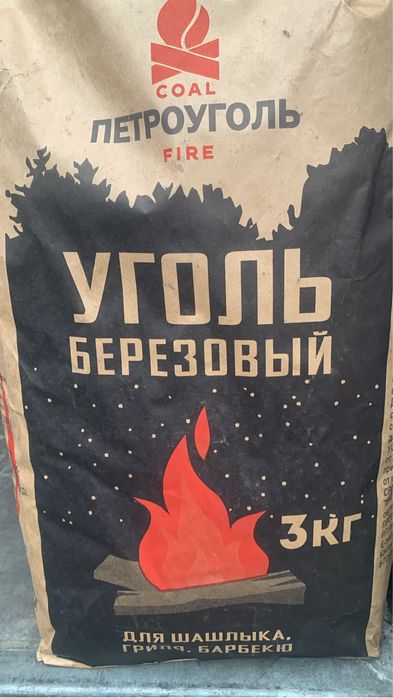 COAL
ПЕТРОУГОЛЬ
FIRE
УГОЛЬ
БЕРЕЗОВЫЙ
3КГ
ДЛЯ ШАШЛЫКА,
ГРИЛЯ, БАРБЕКЮ